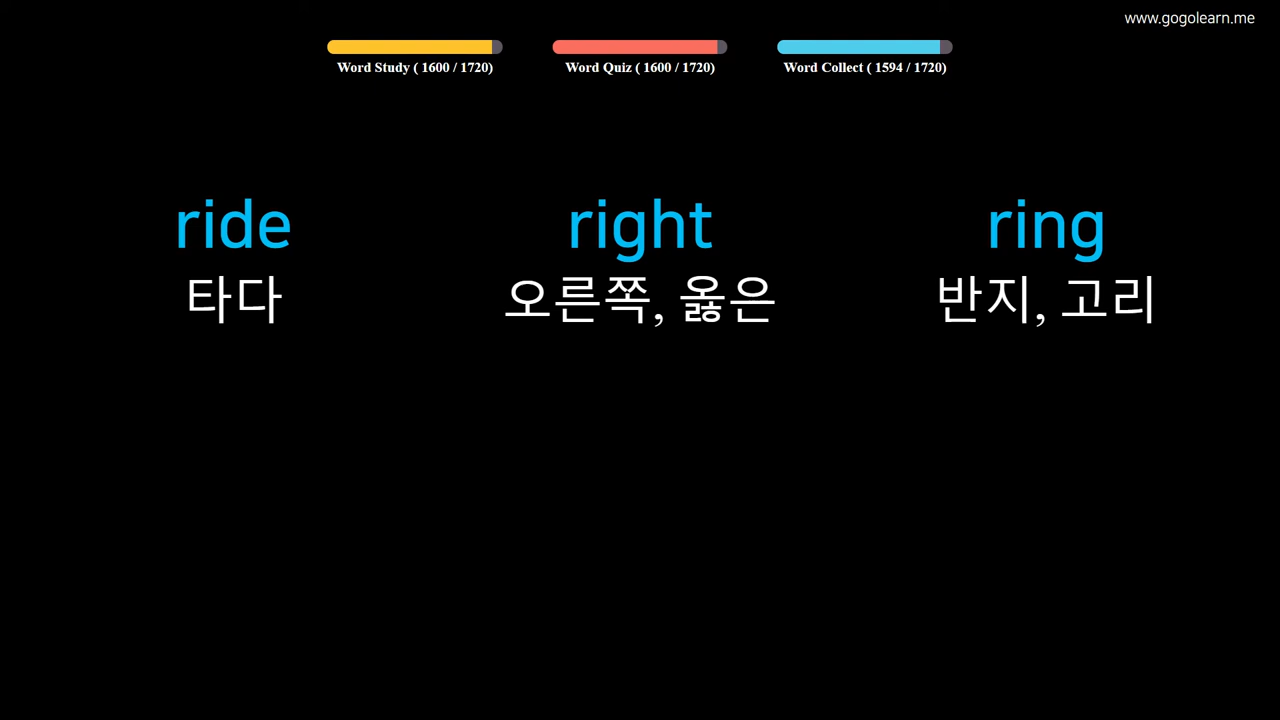 www.gogolearn.me
Word Study ( 1600 / 1720)
Word Quiz ( 1600 / 1720)
Word Collect ( 1594 / 1720)
ride
타다
right
오른쪽, 옳은
ring
반지, 고리